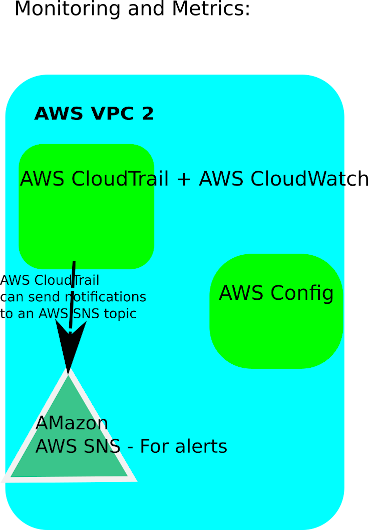 Monitoring and Metrics:
AWS VPC 2
AWS CloudTrail + AWS CloudWatch
AWS CloudTrail
can send notifications
to an AWS SNS topic
AWS Config
AMazon
AWS SNS - For alerts